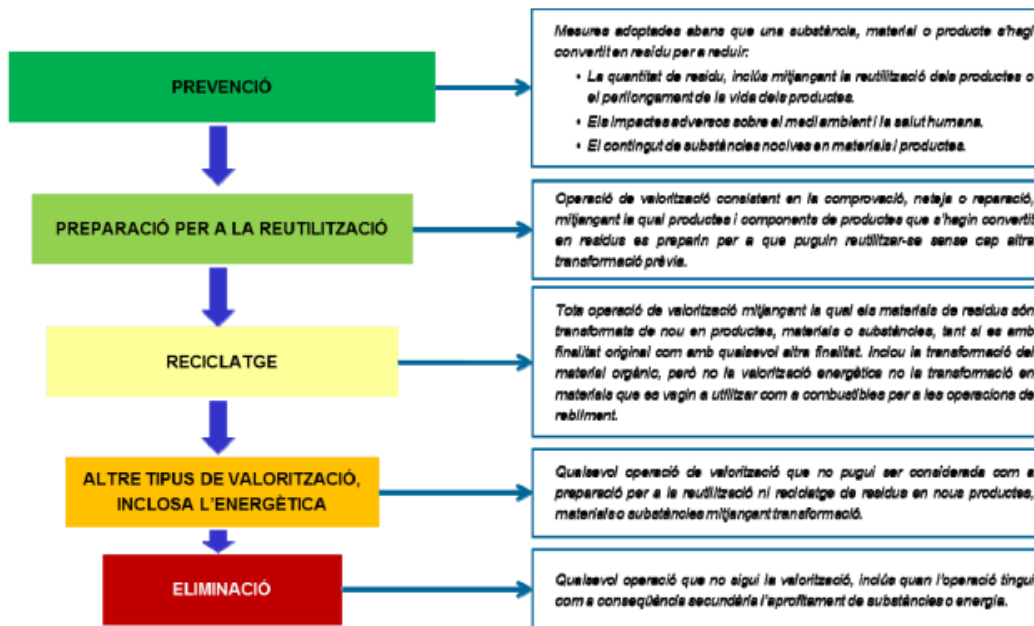 PREVENCIÓ
Mesures adoptades abans que una substància, material o producte s'hagi
convertit en residu per a reduir:
• La quantitat de residu, inclús mitjançant la reutilització dels productes o
el perllongament de la vida dels productes.
• Els impactes adversos sobre el medi ambient i la salut humana.
• El contingut de substàncies nocives en materials i productes.
PREPARACIÓ PER A LA REUTILITZACIÓ
Operació de valorització consistent en la comprovació, neteja o reparació,
mitjançant la qual productes i components de productes que s'hagin convertit
en residus es preparin per a que puguin reutilitzar-se sense cap altra
transformació prèvia.
RECICLATGE
Tota operació de valorització mitjançant la qual els materials de residus són
transformats de nou en productes, materials o substàncies, tant si es amb
finalitat original com amb qualsevol altra finalitat. Inclou la transformació del
material orgànic, però no la valorització energètica no la transformació en
materials que es vagin a utilitzar com a combustibles per a les operacions de
rebliment.
ALTRE TIPUS DE VALORITZACIÓ,
INCLOSA L'ENERGÈTICA
Qualsevol operació de valorització que no pugui ser considerada com a
preparació per a la reutilització ni reciclatge de residus en nous productes,
materials o substàncies mitjançant transformació.
ELIMINACIÓ
Qualsevol operació que no sigui la valorització, inclús quan l'operació tingui
com a conseqüència secundària l'aprofitament de substàncies o energia.